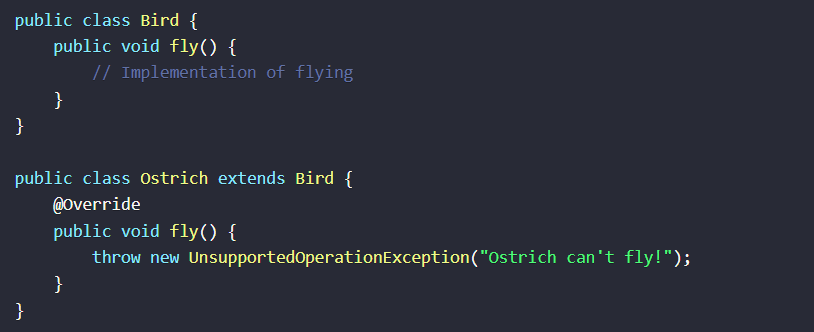 public class Bird {
    public void fly() {
        // Implementation of flying
    }
}

public class Ostrich extends Bird {
    @Override
    public void fly() {
        throw new UnsupportedOperationException("Ostrich can't fly!");
    }
}